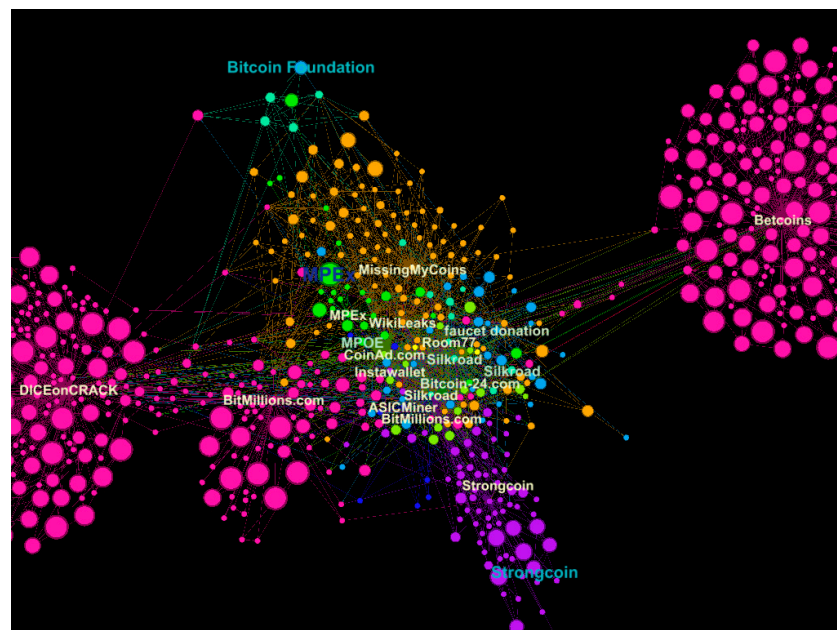 Bitcoin Foundation
Betcoins
MissingMyCoins
MPEx
MPEx
WikiLeaks
faucet donation
MPOE
Room77
CoinAd.com
Silkroad
Instawallet
Silkroad
Bitcoin-24.com
DICEonCRACK
BitMillions.com
Silkroad
ASICMiner
BitMillions.com
Strongcoin
Strongcoin